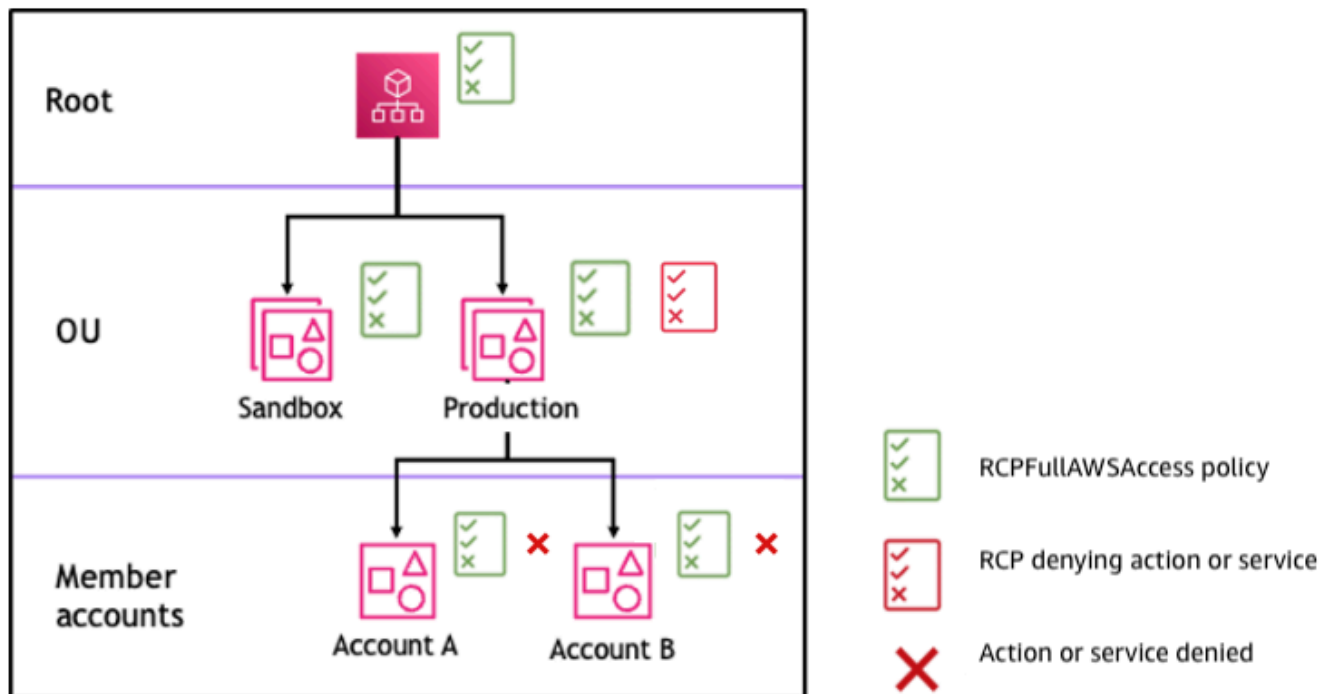 Root
OU
Sandbox
Production
Member
accounts
Account A
Account B
RCPFullAWSAccess policy
RCP denying action or service
Action or service denied